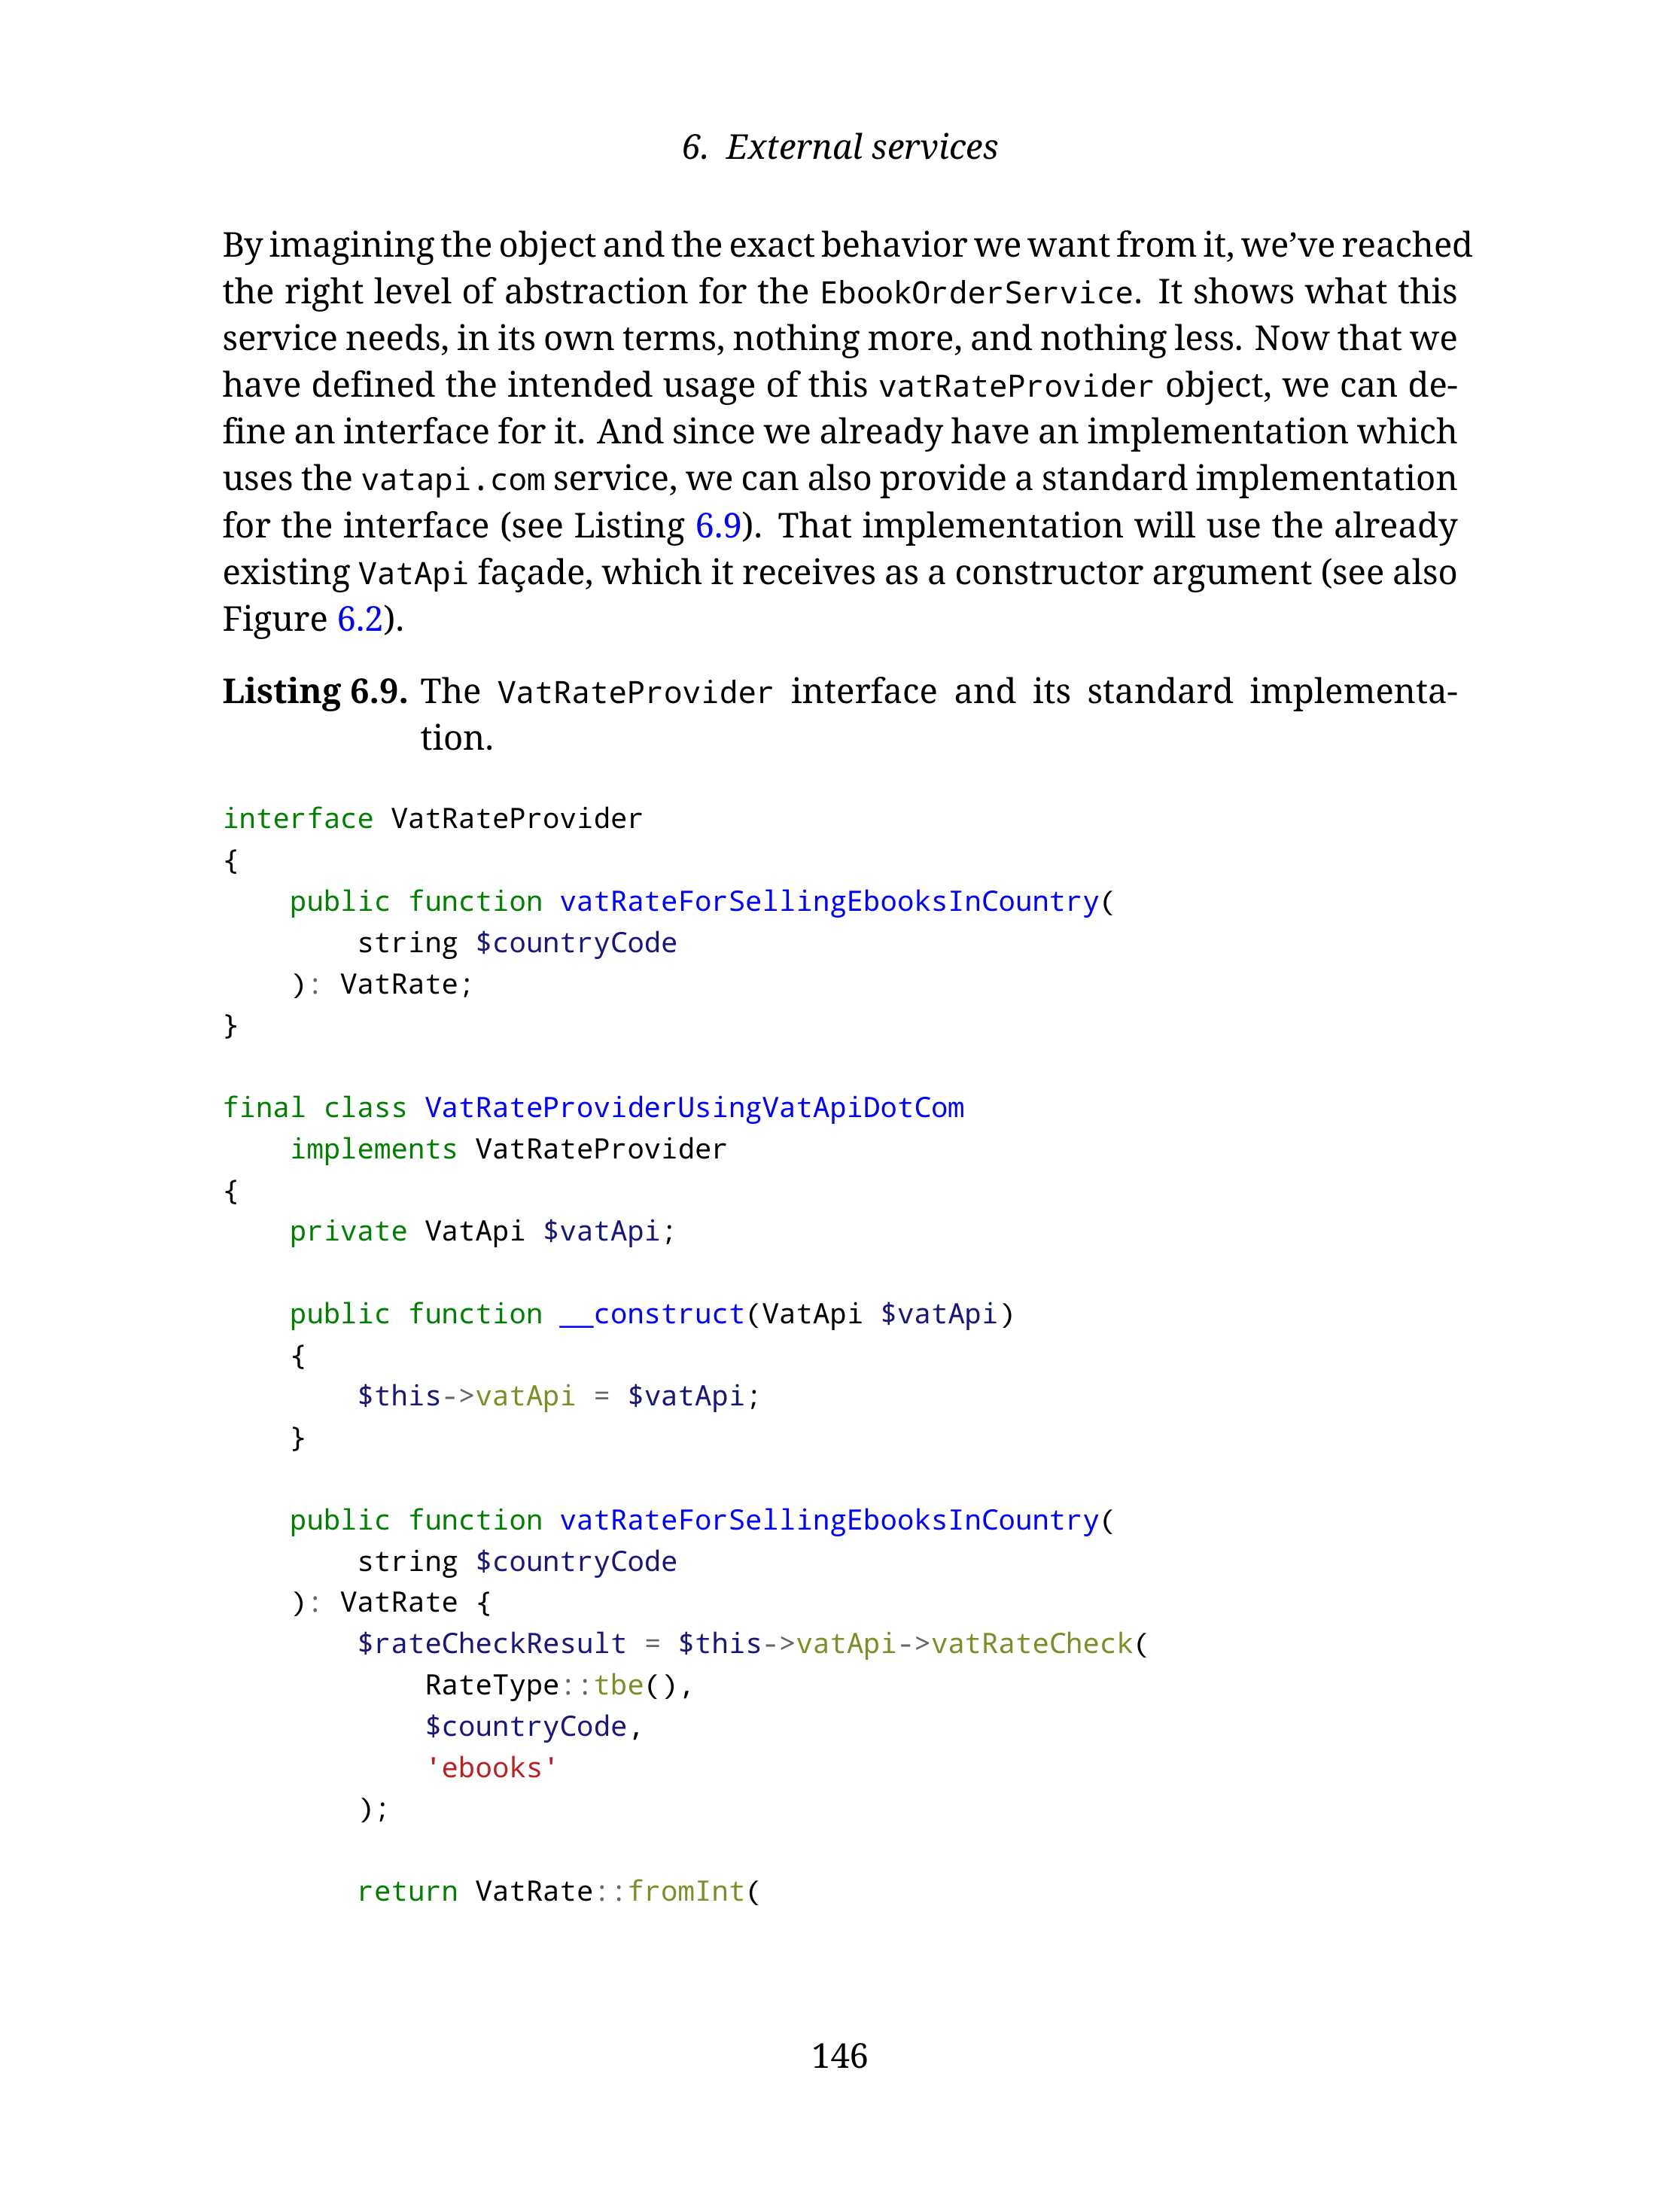 6. External services
By imagining the object and the exact behavior we want from it, we’ve reached
the right level of abstraction for the EbookOrderService. It shows what this
service needs, in its own terms, nothing more, and nothing less. Now that we
have defined the intended usage of this vatRateProvider object, we can de-
fine an interface for it. And since we already have an implementation which
uses the vatapi.com service, we can also provide a standard implementation
for the interface (see Listing 6.9). That implementation will use the already
existing VatApi façade, which it receives as a constructor argument (see also
Figure 6.2).
Listing 6.9. The VatRateProvider interface and its standard implementa-
tion.
interface VatRateProvider
{
    public function vatRateForSellingEbooksInCountry(
        string $countryCode
    ): VatRate;
}

final class VatRateProviderUsingVatApiDotCom
    implements VatRateProvider
{
    private VatApi $vatApi;

    public function __construct(VatApi $vatApi)
    {
        $this->vatApi = $vatApi;
    }

    public function vatRateForSellingEbooksInCountry(
        string $countryCode
    ): VatRate {
        $rateCheckResult = $this->vatApi->vatRateCheck(
            RateType::tbe(),
            $countryCode,
            'ebooks'
        );

        return VatRate::fromInt(
146